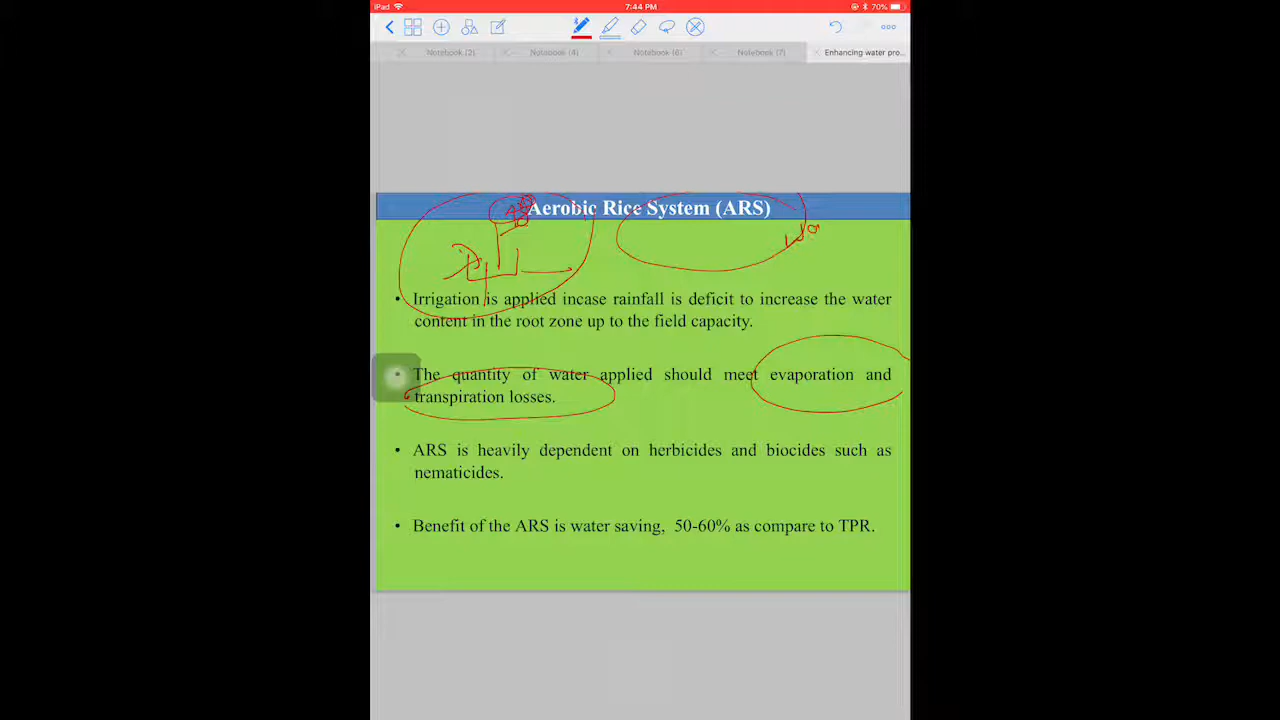 iPad
7:44 PM
70%
Notebook (2)
Notebook (4)
Notebook (6)
Notebook (7)
Enhancing water pro...
Aerobic Rice System (ARS)
• Irrigation is applied incase rainfall is deficit to increase the water
content in the root zone up to the field capacity.
• The quantity of water applied should meet evaporation and
transpiration losses.
• ARS is heavily dependent on herbicides and biocides such as
nematicides.
• Benefit of the ARS is water saving, 50-60% as compare to TPR.